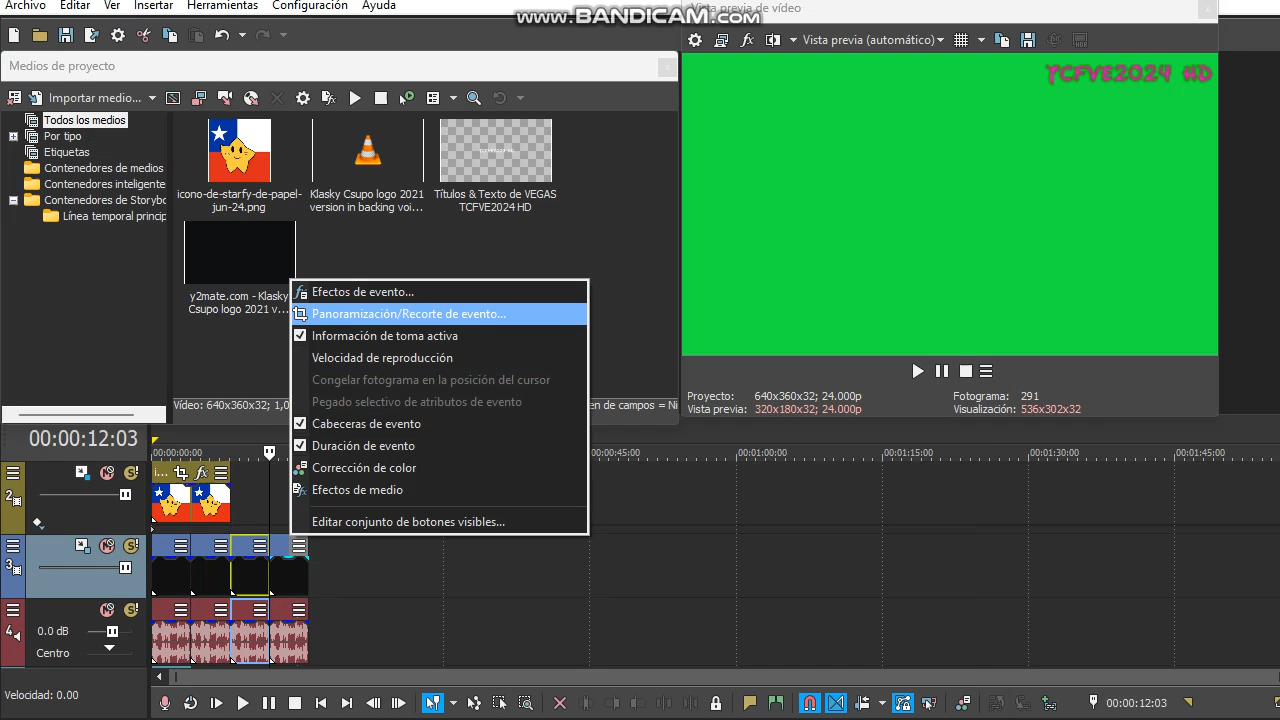 Archivo Editar Ver Insertar Herramientas Configuración Ayuda
www.BANDICAM.com
Vista previa de vídeo
Medios de proyecto
Vista previa (automático)
TCFVE2024 HD
Importar medio...
Todos los medios
Por tipo
Etiquetas
Contenedores de medios
Contenedores inteligente
Contenedores de Storybo
Línea temporal princip
icono-de-starfy-de-papel-
jun-24.png
Klasky Csupo logo 2021
version in backing voi...
Títulos & Texto de VEGAS
TCFVE2024 HD
y2mate.com - Klasky
Csupo logo 2021 v...
Efectos de evento...
Panoramización/Recorte de evento...
Información de toma activa
Velocidad de reproducción
Congelar fotograma en la posición del cursor
Pegado selectivo de atributos de evento
Cabeceras de evento
Duración de evento
Corrección de color
Efectos de medio
Editar conjunto de botones visibles...
Vídeo: 640x360x32; 1,0
en de campos = Ni
Proyecto: 640x360x32; 24.000p
Vista previa: 320x180x32; 24.000p
Fotograma: 291
Visualización: 536x302x32
00:00:12:03
00:00:00:00
00:00:45:00
00:01:00:00
00:01:15:00
00:01:30:00
00:01:45:00
2
i...
3
4
0.0 dB
Centro
Velocidad: 0.00
00:00:12:03